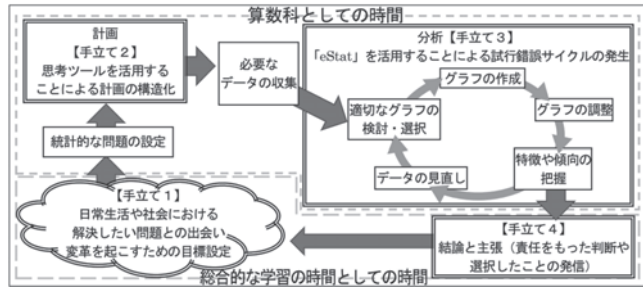 算数科としての時間
計画
【手立て２】
思考ツールを活用する
ことによる計画の構造化
必要な
データの収集
分析【手立て３】
「eStat」を活用することによる試行錯誤サイクルの発生
グラフの作成
適切なグラフの
検討・選択
グラフの調整
特徴や傾向の
把握
データの見直し
統計的な問題の設定
【手立て１】
日常生活や社会における
解決したい問題との出会い
変革を起こすための目標設定
【手立て４】
結論と主張（責任をもった判断や
選択したことの発信）
総合的な学習の時間としての時間